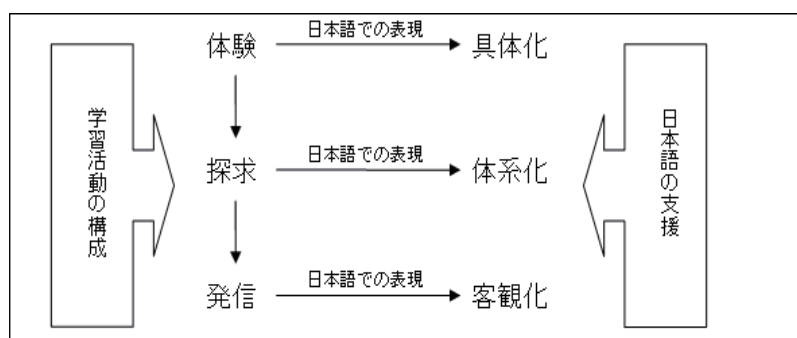 体験
日本語での表現
具体化
学習活動の構成
探求
日本語での表現
体系化
日本語の支援
発信
日本語での表現
客観化